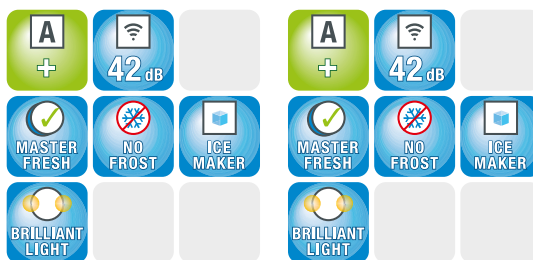 A
+
42 dB
A
+
42 dB
MASTER
FRESH
NO
FROST
ICE
MAKER
MASTER
FRESH
NO
FROST
ICE
MAKER
BRILLIANT
LIGHT
BRILLIANT
LIGHT